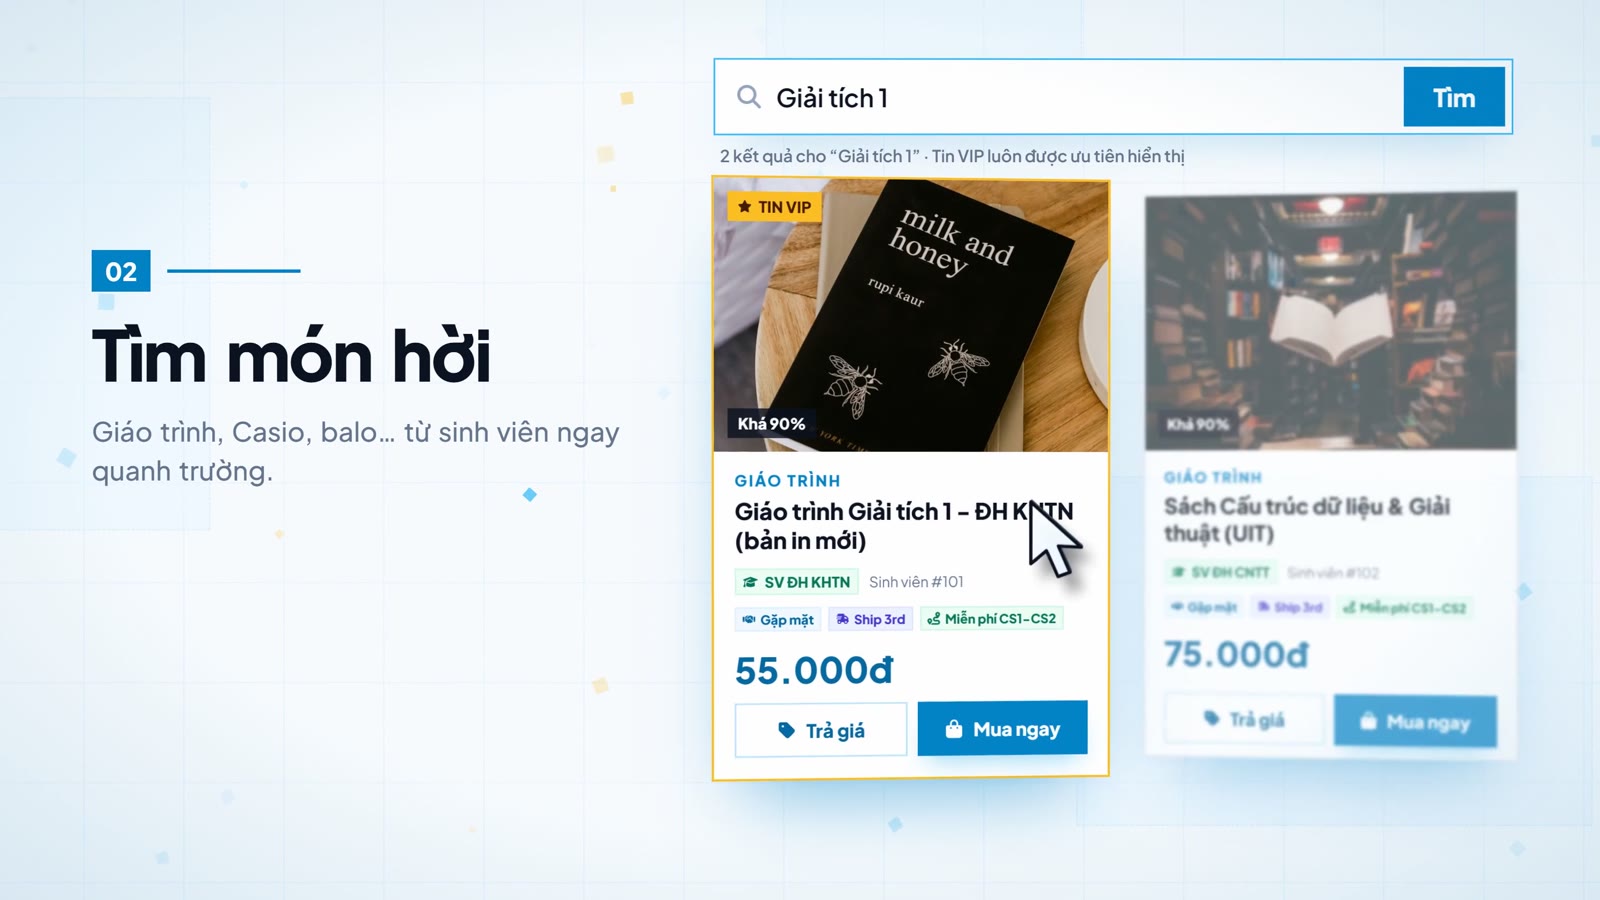 02
Tìm món hời
Giáo trình, Casio, balo... từ sinh viên ngay
quanh trường.
Giải tích 1
Tìm
2 kết quả cho “Giải tích 1” · Tin VIP luôn được ưu tiên hiển thị
TIN VIP
milk and
honey
rupi kaur
YORK TIM
Khá 90%
GIÁO TRÌNH
Giáo trình Giải tích 1 – ĐH KHTN
(bản in mới)
SV ĐH KHTN
Sinh viên #101
Gặp mặt
Ship 3rd
Miễn phí CS1-CS2
55.000đ
Trả giá
Mua ngay
Khá 90%
GIÁO TRÌNH
Sách Cấu trúc dữ liệu & Giải
thuật (UIT)
SV ĐH CNTT
Sinh viên #102
Gặp mặt
Ship 3rd
Miễn phí CS1-CS2
75.000đ
Trả giá
Mua ngay